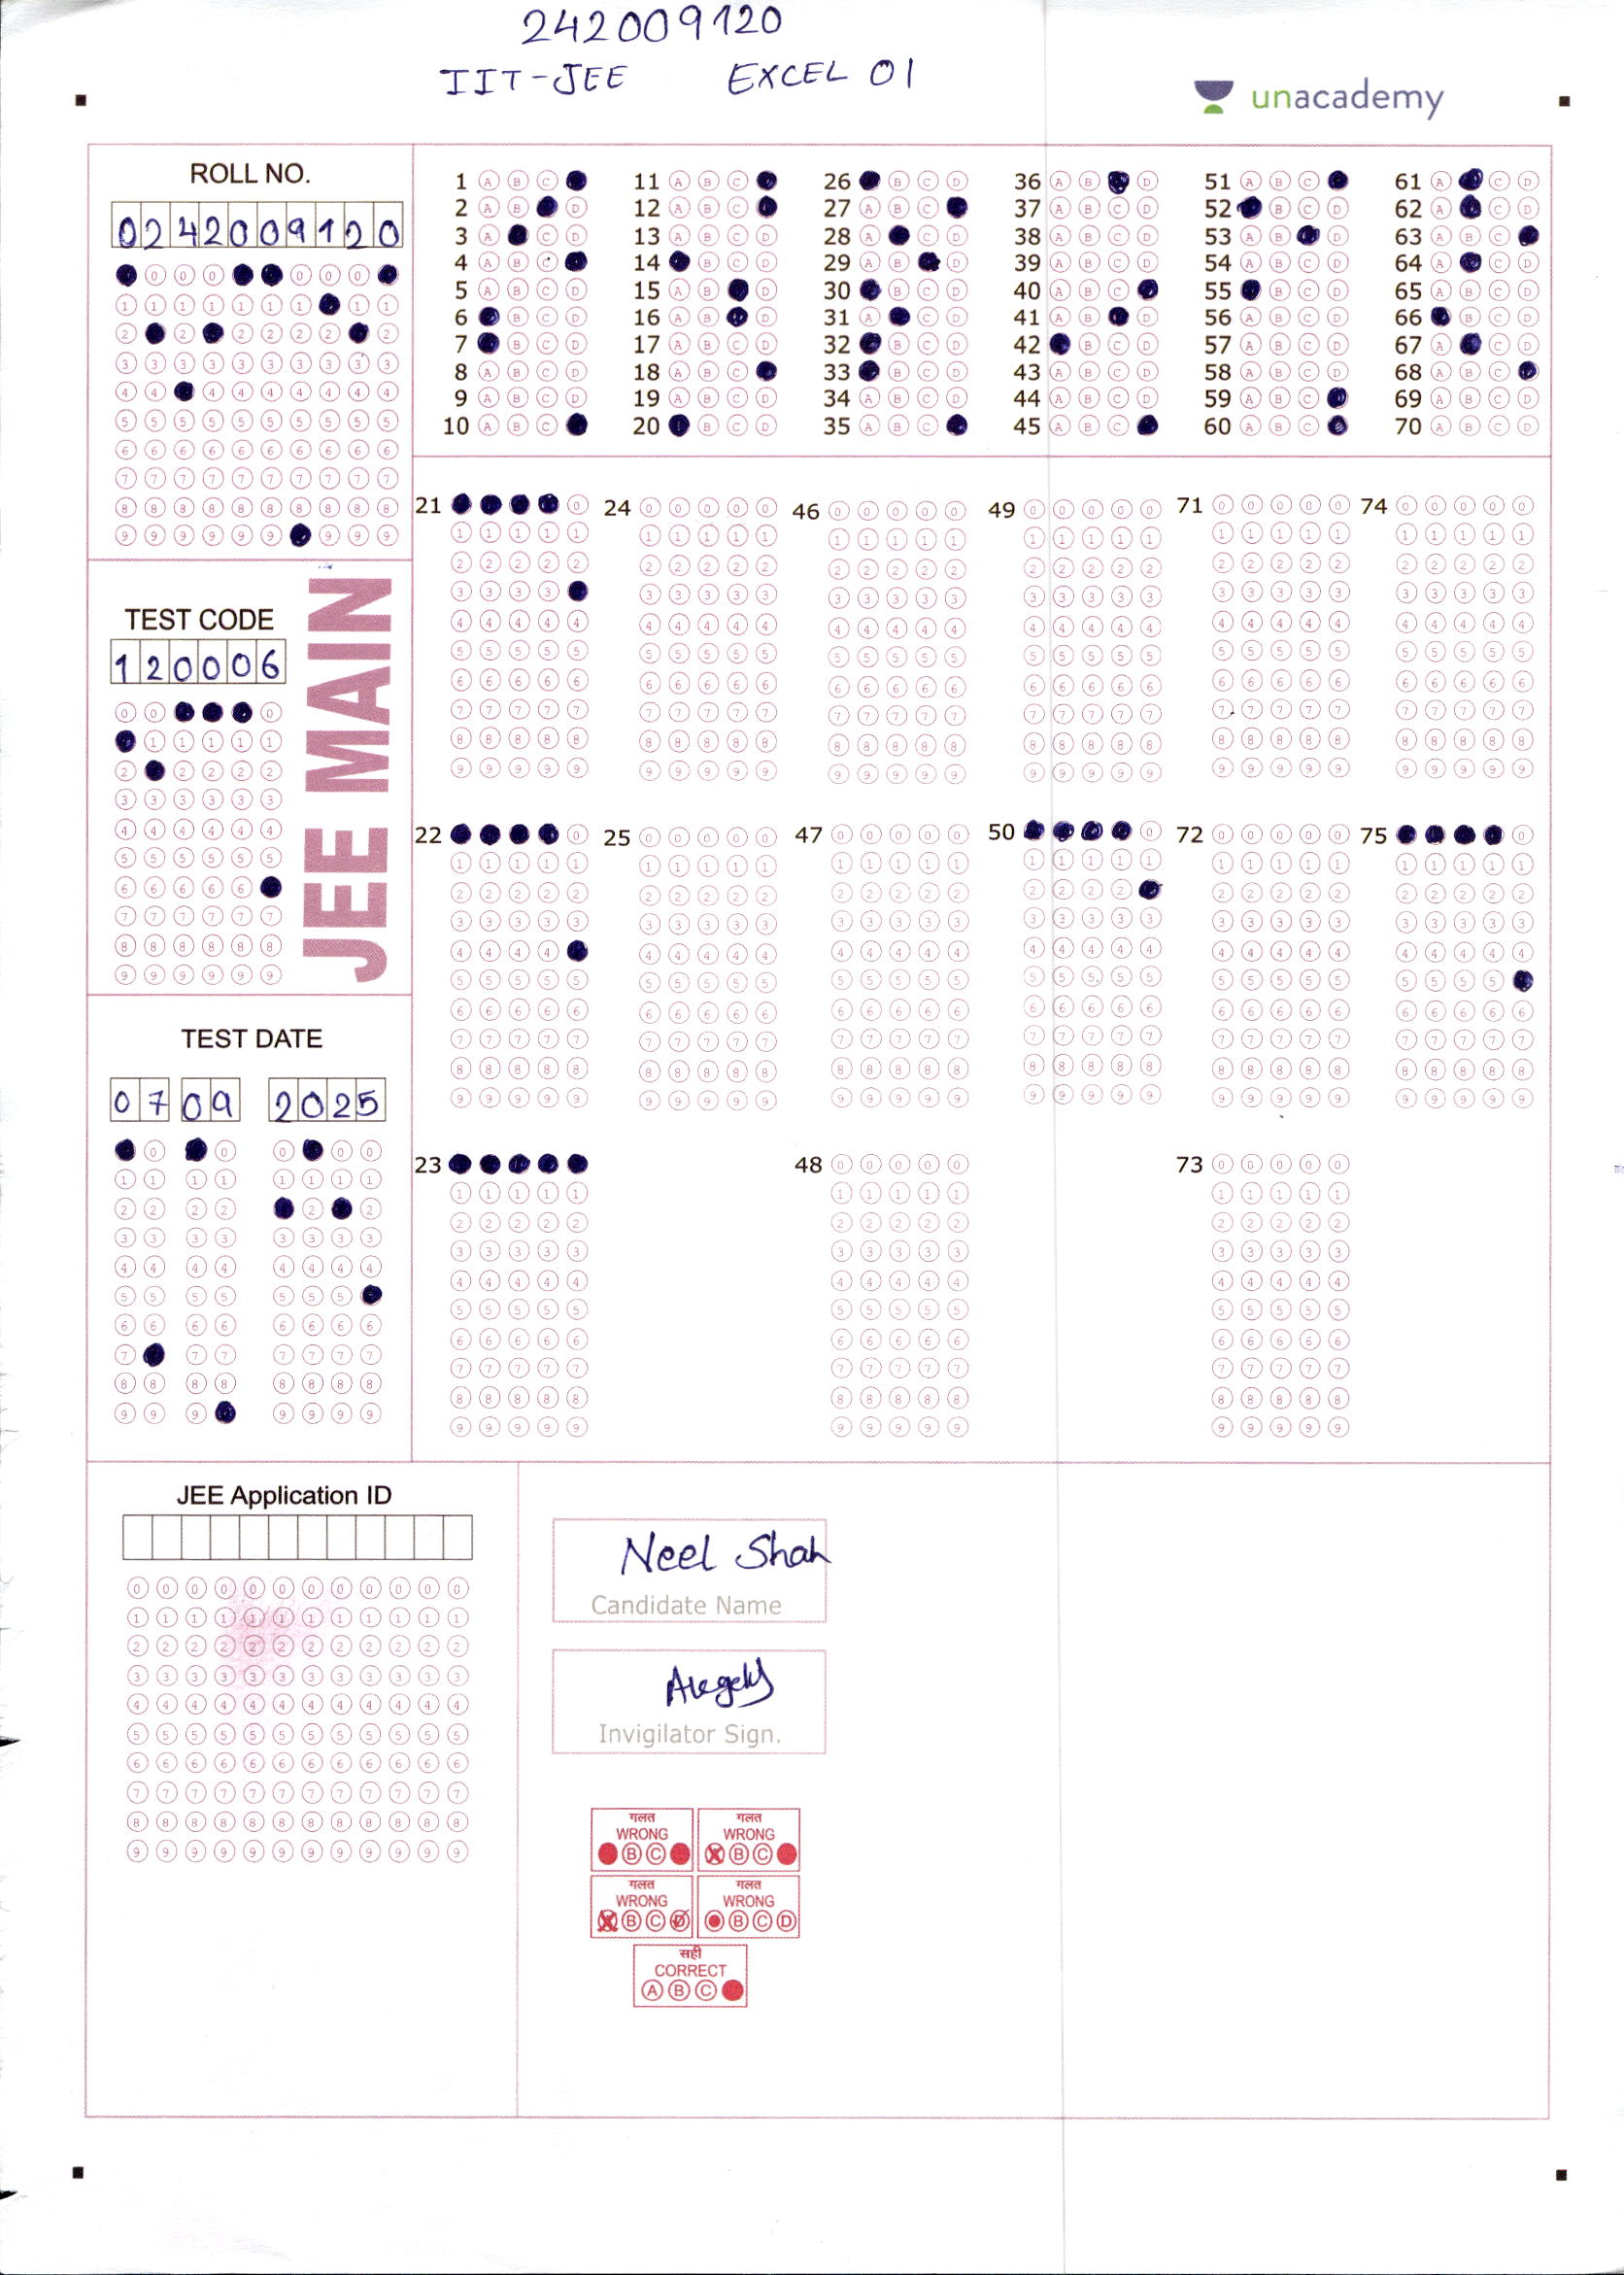 242009120
IIT-JEE EXCEL 01
unacademy
ROLL NO.
0242009120
TEST CODE
120006
JEE MAIN
TEST DATE
07 09 2025
1 A B C
2 A B D
3 A C D
4 A B C
5 A B C D
6 B C D
7 B C D
8 A B C D
9 A B C D
10 A B C
11 A B C
12 A B C
13 A B C D
14 B C D
15 A B D
16 A B D
17 A B C D
18 A B C
19 A B C D
20 B C D
26 B C D
27 A B C
28 A C D
29 A B D
30 B C D
31 A C D
32 B C D
33 B C D
34 A B C D
35 A B C
36 A B D
37 A B C D
38 A B C D
39 A B C D
40 A B C
41 A B D
42 B C D
43 A B C D
44 A B C D
45 A B C
51 A B C
52 B C D
53 A B D
54 A B C D
55 B C D
56 A B C D
57 A B C D
58 A B C D
59 A B C
60 A B C
61 A C D
62 A C D
63 A B C
64 A C D
65 A B C D
66 B C D
67 A C D
68 A B C
69 A B C D
70 A B C D
21 24 46 49 71 74
22 25 47 50 72 75
23 48 73
JEE Application ID
Neel Shah
Candidate Name
Invigilator Sign.
गलत गलत
WRONG WRONG
B C B C
गलत गलत
WRONG WRONG
B C D B C D
सही
CORRECT
A B C